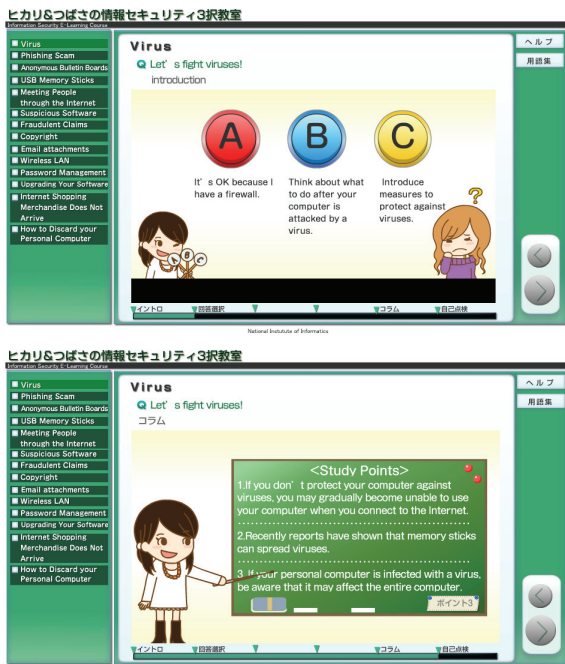 ヒカリ&つばさの情報セキュリティ3択教室
Information Security E-Learning Course
Virus
Phishing Scam
Anonymous Bulletin Boards
USB Memory Sticks
Meeting People
through the Internet
Suspicious Software
Fraudulent Claims
Copyright
Email attachments
Wireless LAN
Password Management
Upgrading Your Software
Internet Shopping
Merchandise Does Not
Arrive
How to Discard your
Personal Computer
Virus
Q Let's fight viruses!
introduction
A
B
C
It's OK because I
have a firewall.
Think about what
to do after your
computer is
attacked by a
virus.
Introduce
measures to
protect against
viruses.
?
A B C
イントロ
回答選択
コラム
自己点検
ヘルプ
用語集
National Instutute of Informatics
ヒカリ&つばさの情報セキュリティ3択教室
Information Security E-Learning Course
Virus
Phishing Scam
Anonymous Bulletin Boards
USB Memory Sticks
Meeting People
through the Internet
Suspicious Software
Fraudulent Claims
Copyright
Email attachments
Wireless LAN
Password Management
Upgrading Your Software
Internet Shopping
Merchandise Does Not
Arrive
How to Discard your
Personal Computer
Virus
Q Let's fight viruses!
コラム
<Study Points>
1.If you don't protect your computer against
viruses, you may gradually become unable to use
your computer when you connect to the Internet.
2.Recently reports have shown that memory sticks
can spread viruses.
3. If your personal computer is infected with a virus,
be aware that it may affect the entire computer.
ポイント3
イントロ
回答選択
コラム
自己点検
ヘルプ
用語集